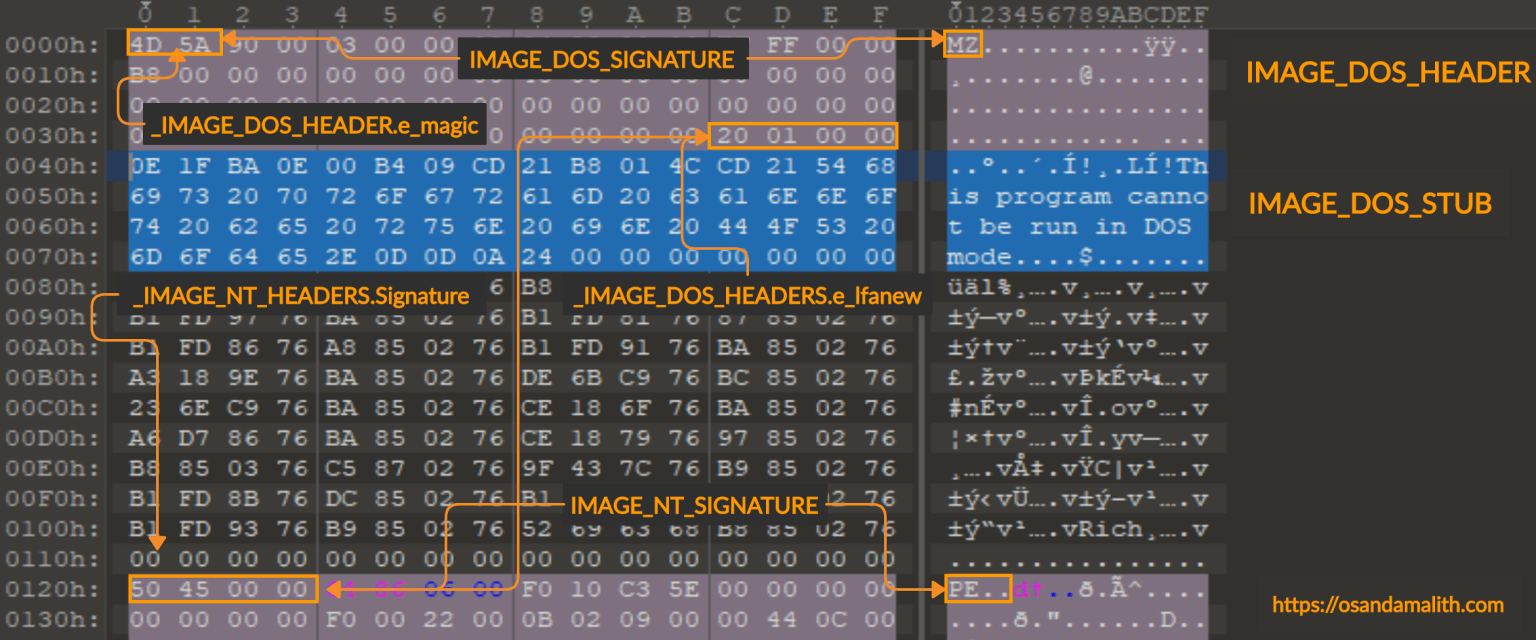 0 1 2 3 4 5 6 7 8 9 A B C D E F 0123456789ABCDEF
0000h: 4D 5A 90 00 03 00 00 FF 00 00 MZ..........ÿÿ..
IMAGE_DOS_SIGNATURE
IMAGE_DOS_HEADER
0010h: B8 00 00 00 00 00 00 00 00 00 00 00 00 00 ¸.......@.......
0020h: 00 00 00 00 00 00 00 00 00 ................
_IMAGE_DOS_HEADER.e_magic
0030h: 00 00 00 00 20 01 00 00 ............ ...
0040h: 0E 1F BA 0E 00 B4 09 CD 21 B8 01 4C CD 21 54 68 ..º..´.Í!¸.LÍ!Th
0050h: 69 73 20 70 72 6F 67 72 61 6D 20 63 61 6E 6E 6F is program canno
IMAGE_DOS_STUB
0060h: 74 20 62 65 20 72 75 6E 20 69 6E 20 44 4F 53 20 t be run in DOS
0070h: 6D 6F 64 65 2E 0D 0D 0A 24 00 00 00 00 00 00 00 mode....$.......
0080h: 6 B8 üäl‰¸….v¸….v¸….v
_IMAGE_NT_HEADERS.Signature
_IMAGE_DOS_HEADERS.e_lfanew
0090h: B1 FD 97 76 BA 85 02 76 B1 FD 81 76 87 85 02 76 ±ý—vº….v±ý.v‡….v
00A0h: B1 FD 86 76 A8 85 02 76 B1 FD 91 76 BA 85 02 76 ±ý†v¨….v±ý‘vº….v
00B0h: A3 18 9E 76 BA 85 02 76 DE 6B C9 76 BC 85 02 76 £.žvº….vÞkÉv¼….v
00C0h: 23 6E C9 76 BA 85 02 76 CE 18 6F 76 BA 85 02 76 #nÉvº….vÎ.ovº….v
00D0h: A6 D7 86 76 BA 85 02 76 CE 18 79 76 97 85 02 76 ¦×†vº….vÎ.yv—….v
00E0h: B8 85 03 76 C5 87 02 76 9F 43 7C 76 B9 85 02 76 ¸….vÅ‡.vŸC|v¹….v
00F0h: B1 FD 8B 76 DC 85 02 76 B1 02 76 ±ý‹vÜ….v±ý–v¹….v
IMAGE_NT_SIGNATURE
0100h: B1 FD 93 76 B9 85 02 76 52 69 63 68 B8 85 02 76 ±ý“v¹….vRich¸….v
0110h: 00 00 00 00 00 00 00 00 00 00 00 00 00 00 00 00 ................
0120h: 50 45 00 00 64 86 06 00 F0 10 C3 5E 00 00 00 00 PE..d†..ð.Ã^....
https://osandamalith.com
0130h: 00 00 00 00 F0 00 22 00 0B 02 09 00 00 44 0C 00 ....ð."......D..